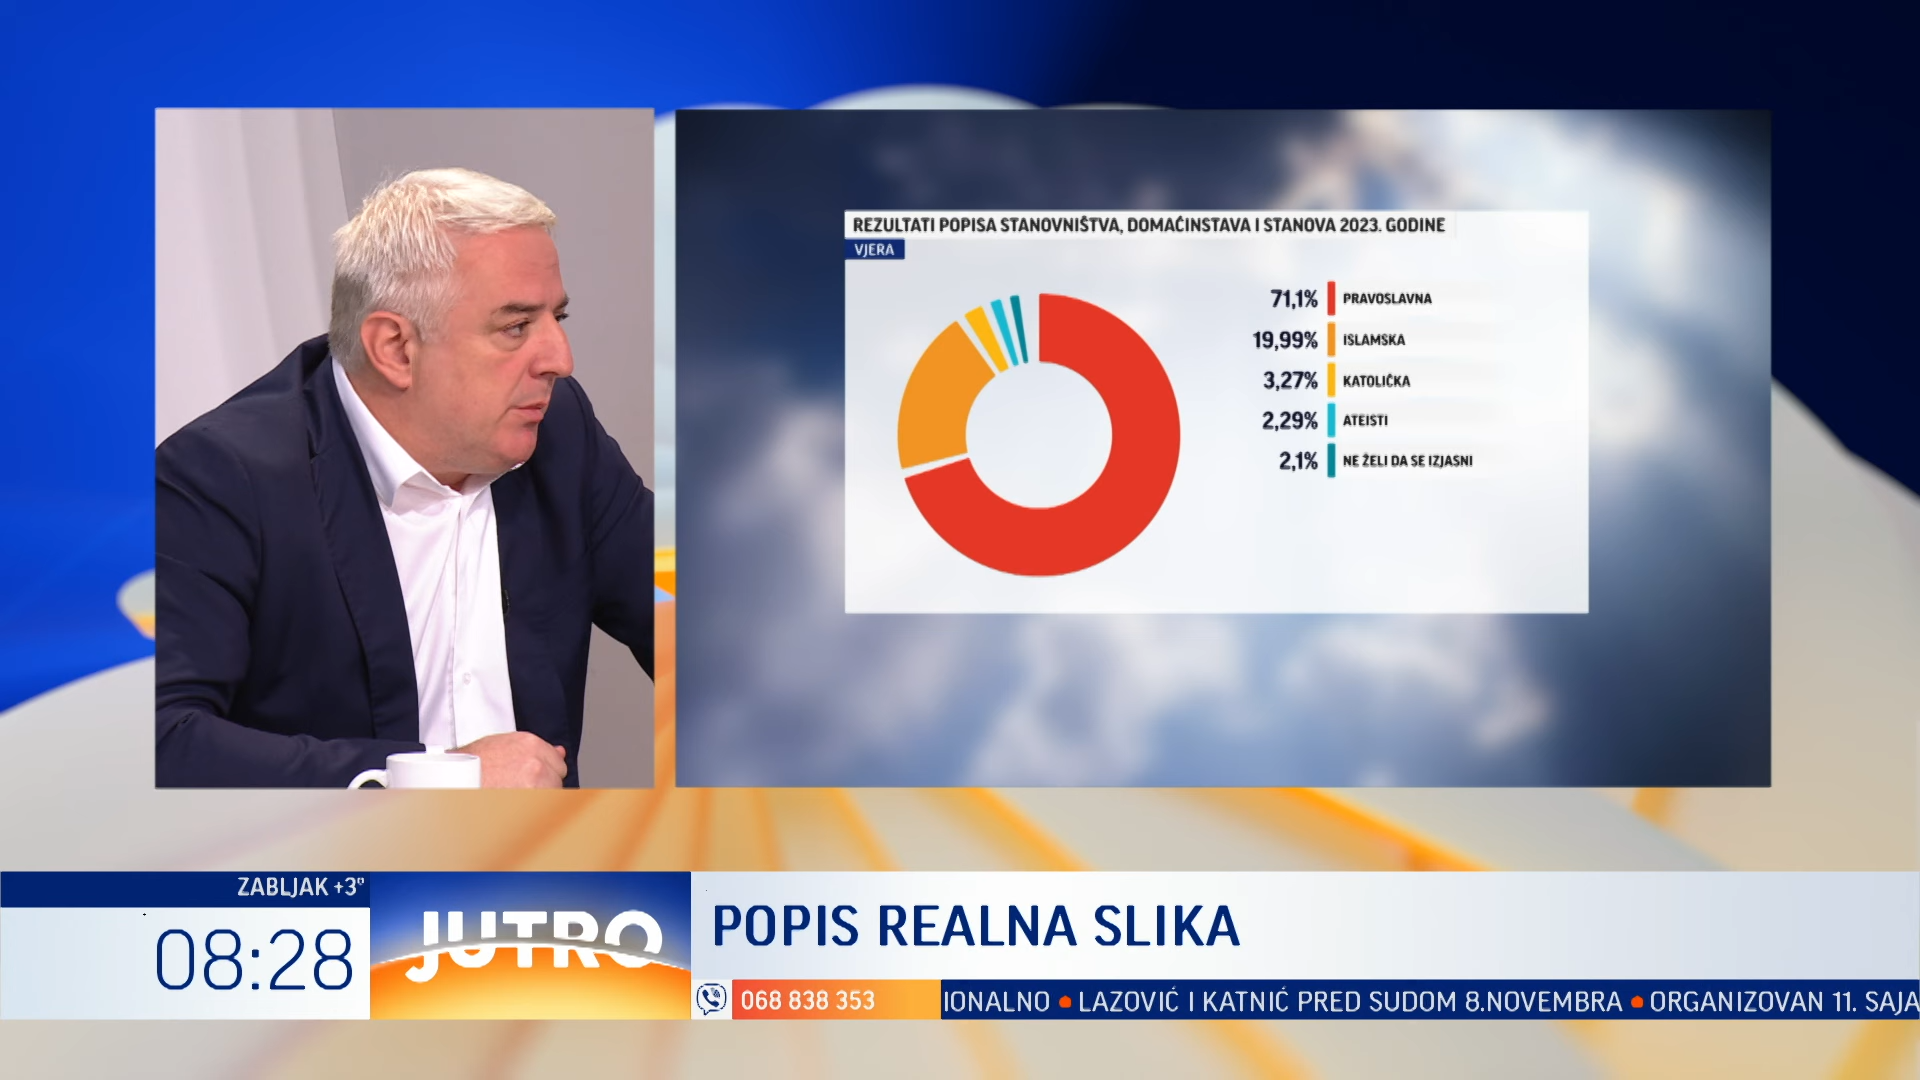 REZULTATI POPISA STANOVNIŠTVA, DOMAĆINSTAVA I STANOVA 2023. GODINE
VJERA
71,1% PRAVOSLAVNA
19,99% ISLAMSKA
3,27% KATOLIČKA
2,29% ATEISTI
2,1% NE ŽELI DA SE IZJASNI
ZABLJAK +3°
08:28
JUTRO
POPIS REALNA SLIKA
068 838 353
IONALNO • LAZOVIĆ I KATNIĆ PRED SUDOM 8.NOVEMBRA • ORGANIZOVAN 11. SAJA